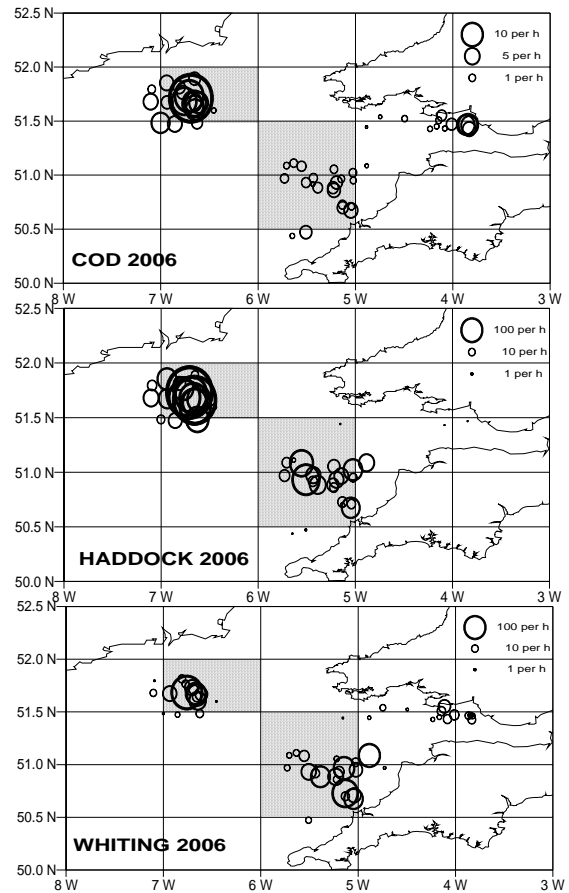 52.5 N
10 per h
5 per h
52.0 N
1 per h
51.5 N
51.0 N
50.5 N
COD 2006
50.0 N
8 W 7 W 6 W 5 W 4 W 3 W
52.5 N
100 per h
10 per h
52.0 N
1 per h
51.5 N
51.0 N
50.5 N
HADDOCK 2006
50.0 N
8 W 7 W 6 W 5 W 4 W 3 W
52.5 N
100 per h
10 per h
52.0 N
1 per h
51.5 N
51.0 N
50.5 N
WHITING 2006
50.0 N
8 W 7 W 6 W 5 W 4 W 3 W